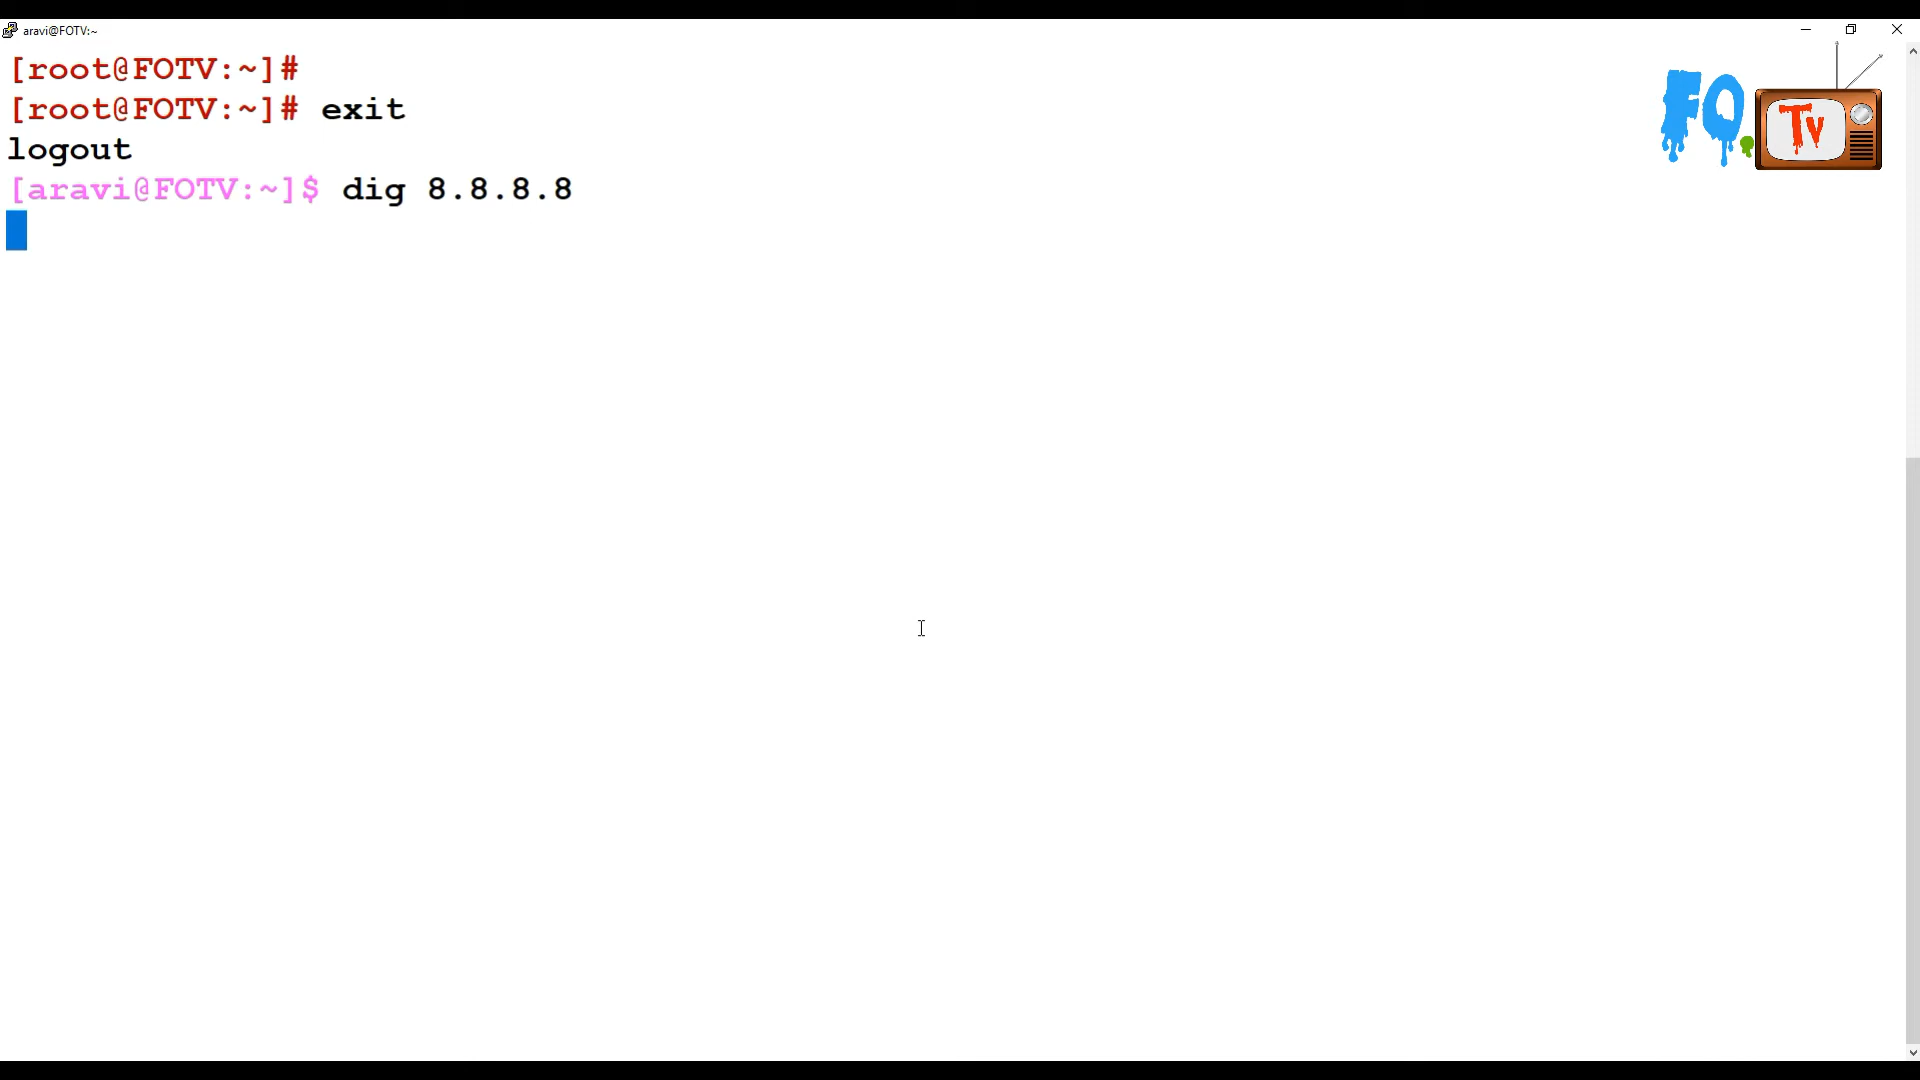 aravi@FOTV:~
[root@FOTV:~]#
[root@FOTV:~]# exit
logout
[aravi@FOTV:~]$ dig 8.8.8.8
FO.
Tv